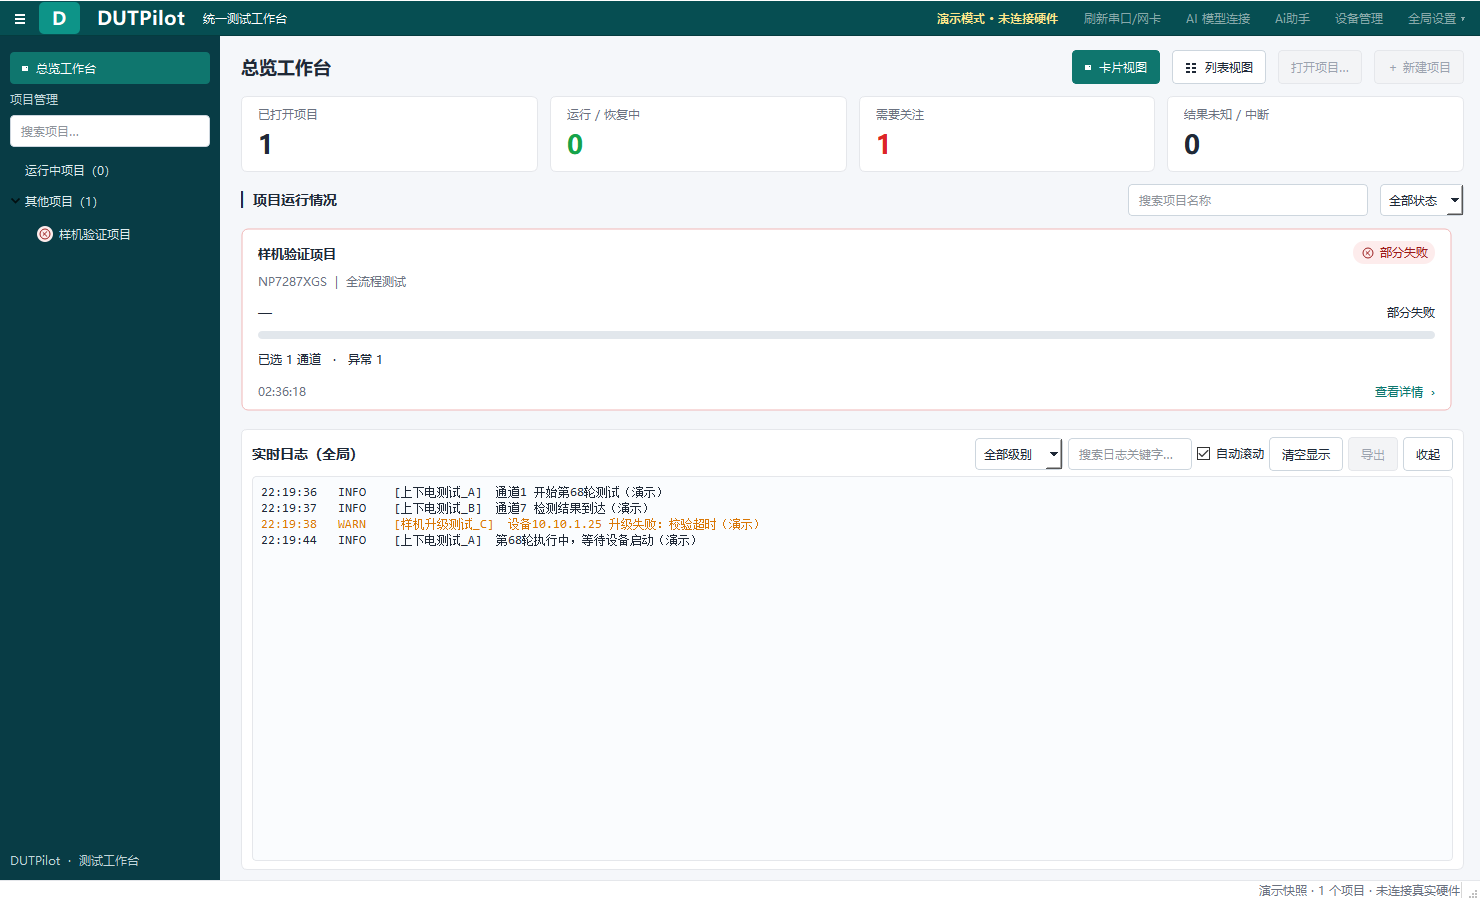 ☰ D DUTPilot 统一测试工作台 演示模式 • 未连接硬件 刷新串口/网卡 AI 模型连接 Ai助手 设备管理 全局设置
总览工作台
项目管理
搜索项目...
运行中项目 (0)
其他项目 (1)
样机验证项目
DUTPilot · 测试工作台
总览工作台 卡片视图 列表视图 打开项目... + 新建项目
已打开项目 运行 / 恢复中 需要关注 结果未知 / 中断
1 0 1 0
项目运行情况 搜索项目名称 全部状态
样机验证项目 部分失败
NP7287XGS | 全流程测试
— 部分失败
已选 1 通道 · 异常 1
02:36:18 查看详情 ›
实时日志（全局） 全部级别 搜索日志关键字... 自动滚动 清空显示 导出 收起
22:19:36 INFO [上下电测试_A] 通道1 开始第68轮测试（演示）
22:19:37 INFO [上下电测试_B] 通道7 检测结果到达（演示）
22:19:38 WARN [样机升级测试_C] 设备10.10.1.25 升级失败: 校验超时（演示）
22:19:44 INFO [上下电测试_A] 第68轮执行中，等待设备启动（演示）
演示快照 · 1 个项目 · 未连接真实硬件